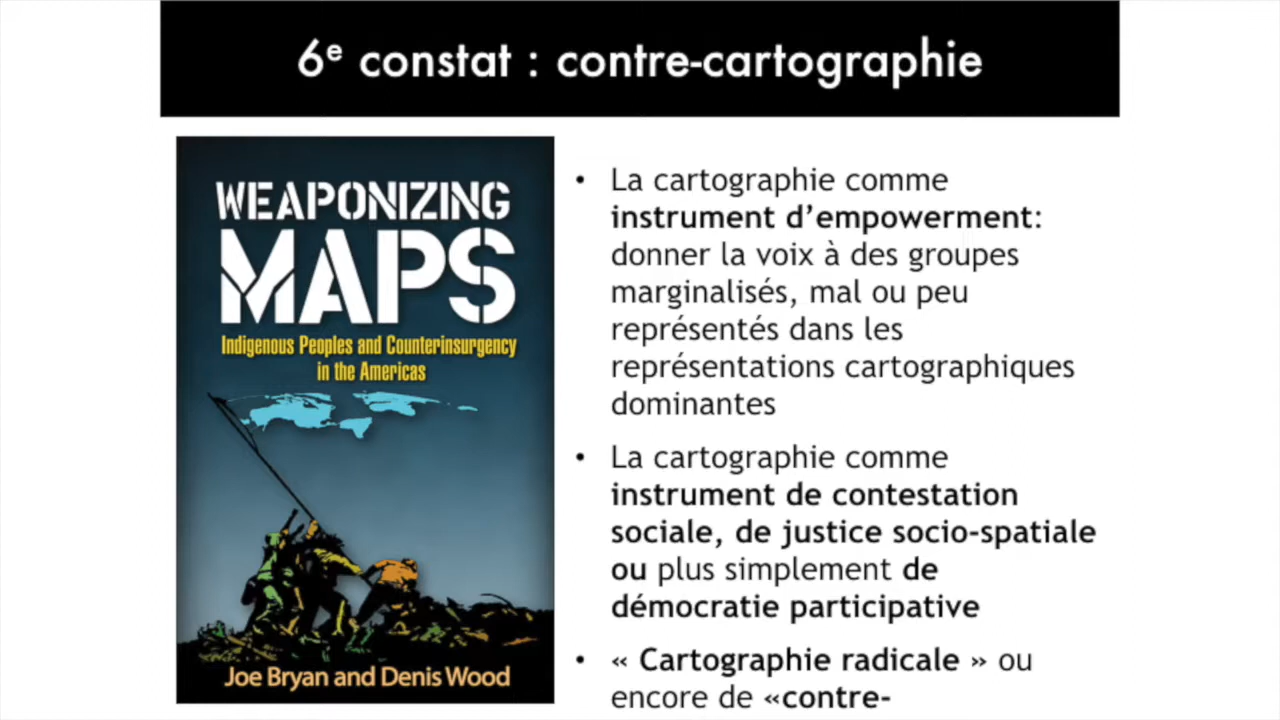 6e constat : contre-cartographie
WEAPONIZING
MAPS
Indigenous Peoples and Counterinsurgency
in the Americas
Joe Bryan and Denis Wood
• La cartographie comme
instrument d’empowerment:
donner la voix à des groupes
marginalisés, mal ou peu
représentés dans les
représentations cartographiques
dominantes
• La cartographie comme
instrument de contestation
sociale, de justice socio-spatiale
ou plus simplement de
démocratie participative
• « Cartographie radicale » ou
encore de «contre-